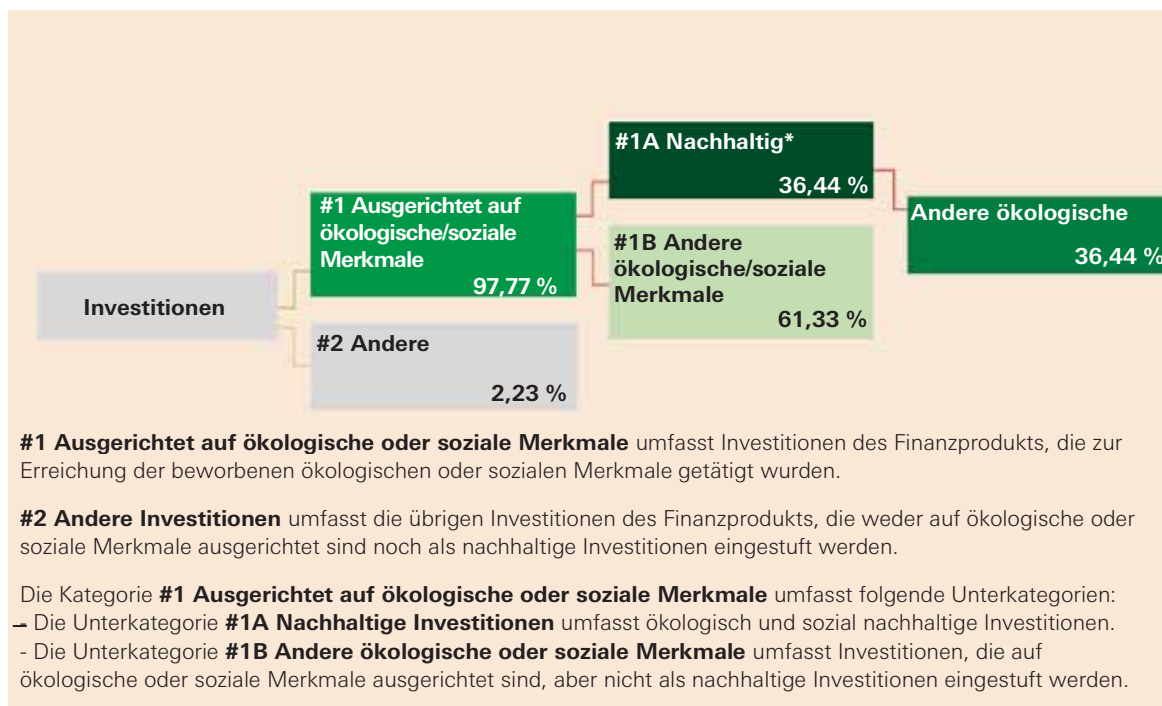 #1A Nachhaltig*
36,44 %
#1 Ausgerichtet auf
ökologische/soziale
Merkmale
97,77 %
Andere ökologische
36,44 %
#1B Andere
ökologische/soziale
Merkmale
61,33 %
Investitionen
#2 Andere
2,23 %
#1 Ausgerichtet auf ökologische oder soziale Merkmale umfasst Investitionen des Finanzprodukts, die zur
Erreichung der beworbenen ökologischen oder sozialen Merkmale getätigt wurden.
#2 Andere Investitionen umfasst die übrigen Investitionen des Finanzprodukts, die weder auf ökologische oder
soziale Merkmale ausgerichtet sind noch als nachhaltige Investitionen eingestuft werden.
Die Kategorie #1 Ausgerichtet auf ökologische oder soziale Merkmale umfasst folgende Unterkategorien:
- Die Unterkategorie #1A Nachhaltige Investitionen umfasst ökologisch und sozial nachhaltige Investitionen.
- Die Unterkategorie #1B Andere ökologische oder soziale Merkmale umfasst Investitionen, die auf
ökologische oder soziale Merkmale ausgerichtet sind, aber nicht als nachhaltige Investitionen eingestuft werden.